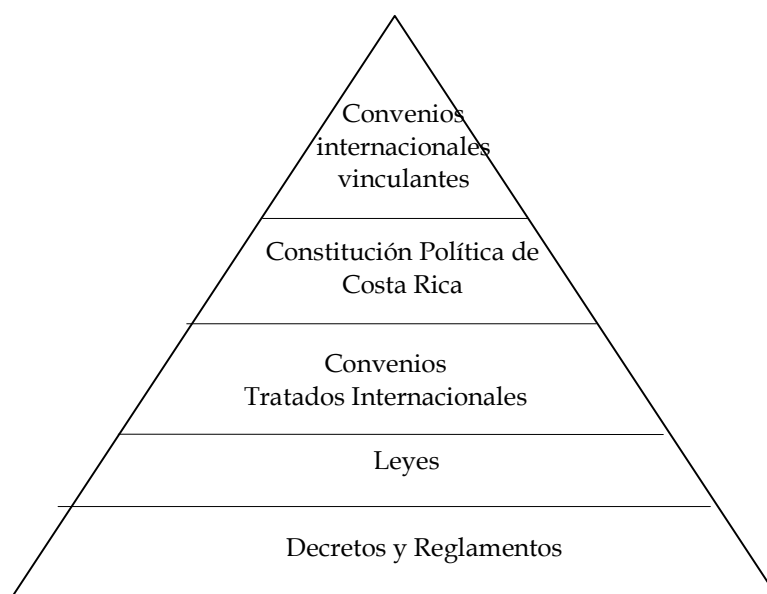 Convenios
internacionales
vinculantes
Constitución Política de
Costa Rica
Convenios
Tratados Internacionales
Leyes
Decretos y Reglamentos